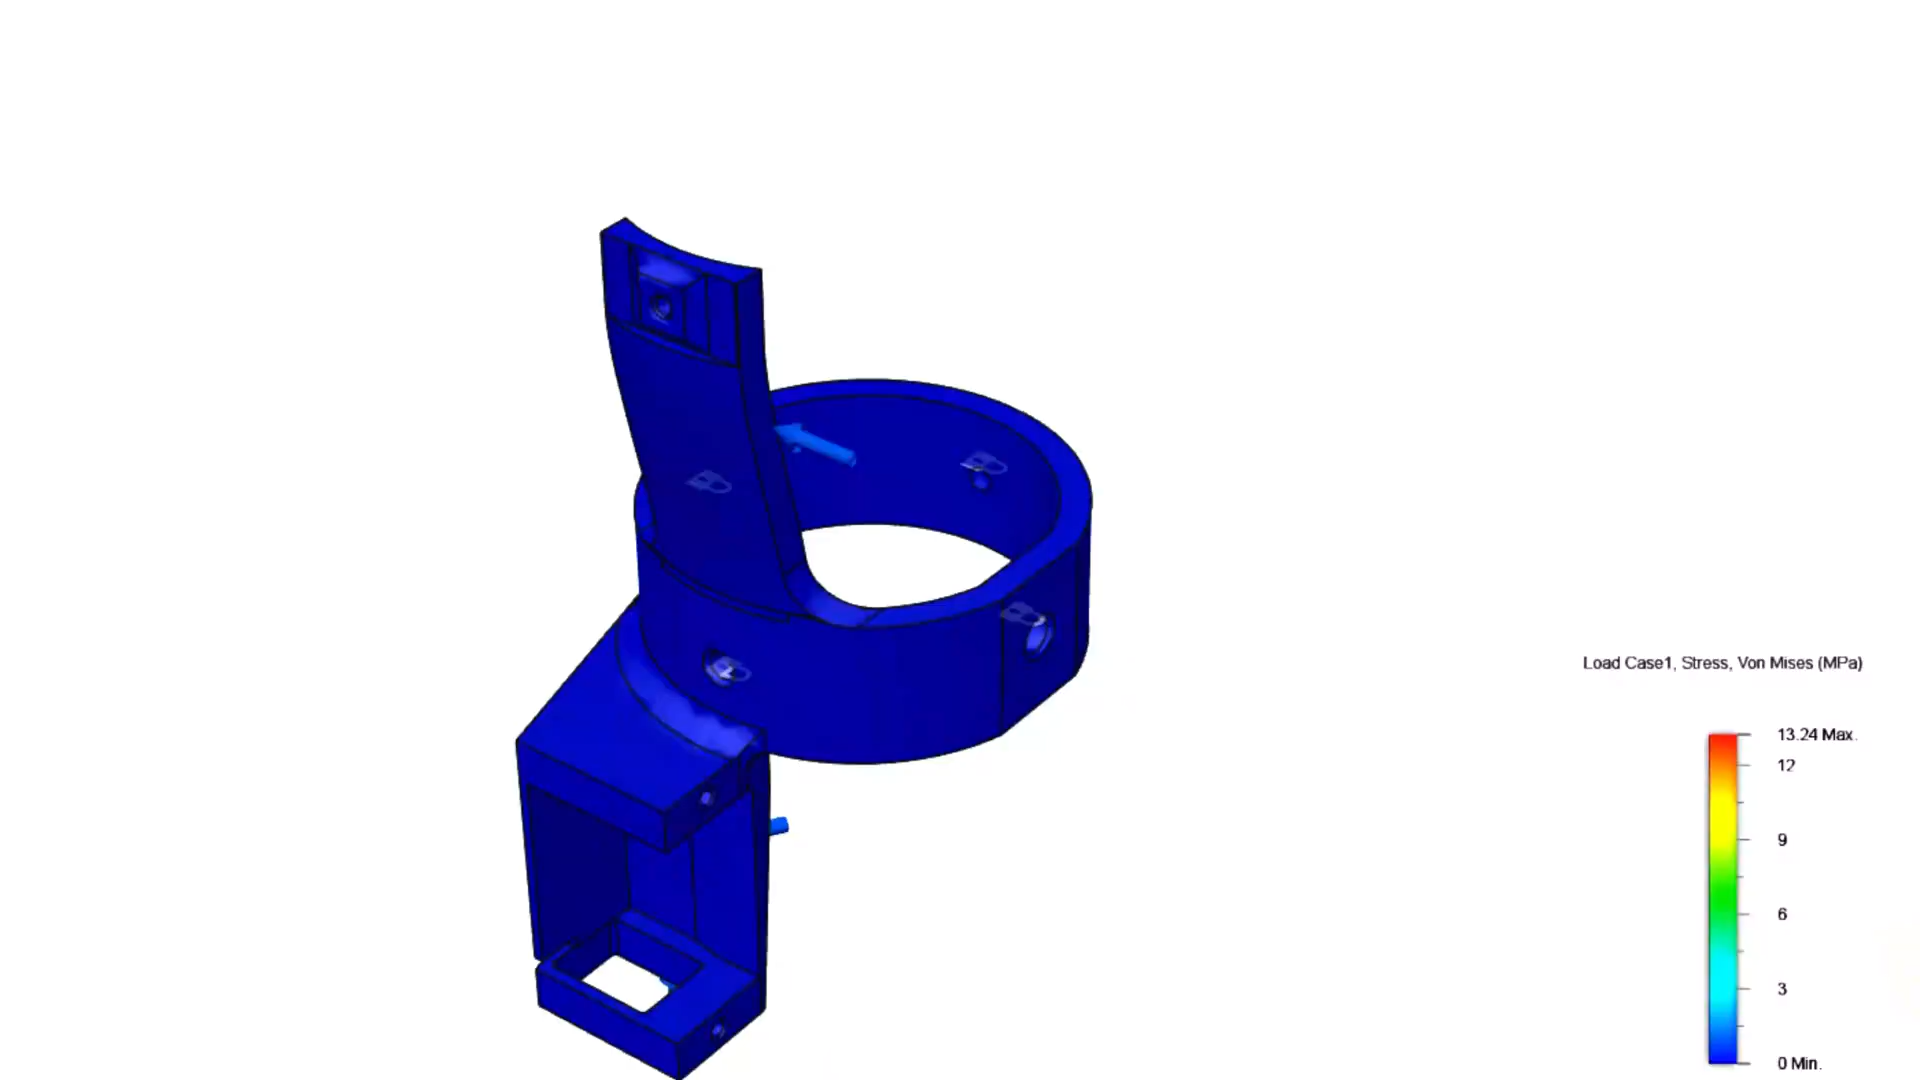 Load Case1, Stress, Von Mises (MPa)
13.24 Max.
12
9
6
3
0 Min.